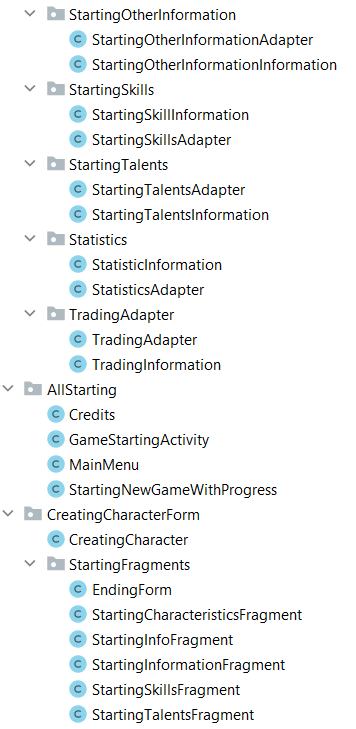 StartingOtherInformation
StartingOtherInformationAdapter
StartingOtherInformationInformation
StartingSkills
StartingSkillInformation
StartingSkillsAdapter
StartingTalents
StartingTalentsAdapter
StartingTalentsInformation
Statistics
StatisticInformation
StatisticsAdapter
TradingAdapter
TradingAdapter
TradingInformation
AllStarting
Credits
GameStartingActivity
MainMenu
StartingNewGameWithProgress
CreatingCharacterForm
CreatingCharacter
StartingFragments
EndingForm
StartingCharacteristicsFragment
StartingInfoFragment
StartingInformationFragment
StartingSkillsFragment
StartingTalentsFragment